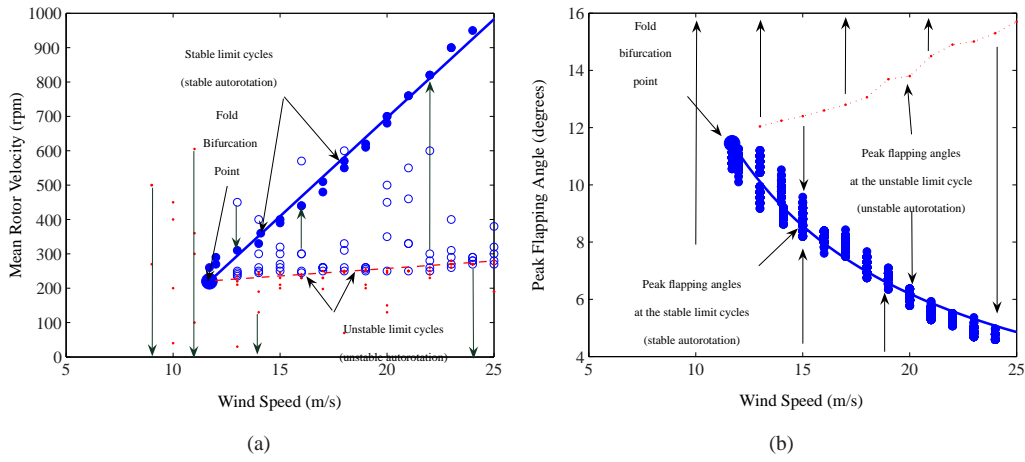 1000
900
800
700
600
500
400
300
200
100
0
5
10
15
20
25
Mean Rotor Velocity (rpm)
Wind Speed (m/s)
Stable limit cycles
(stable autorotation)
Fold
Bifurcation
Point
Unstable limit cycles
(unstable autorotation)
(a)
16
14
12
10
8
6
4
5
10
15
20
25
Peak Flapping Angle (degrees)
Wind Speed (m/s)
Fold
bifurcation
point
Peak flapping angles
at the unstable limit cycle
(unstable autorotation)
Peak flapping angles
at the stable limit cycles
(stable autorotation)
(b)